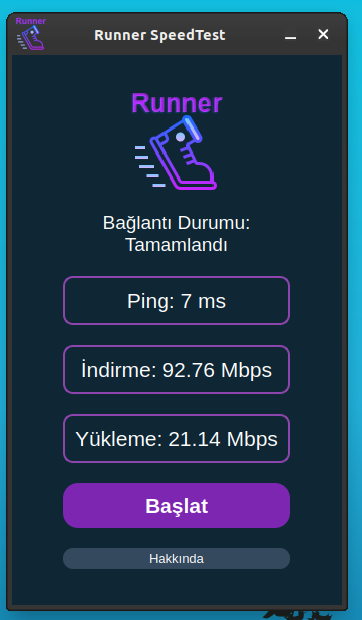 Runner
Runner SpeedTest
Runner
Bağlantı Durumu:
Tamamlandı
Ping: 7 ms
İndirme: 92.76 Mbps
Yükleme: 21.14 Mbps
Başlat
Hakkında